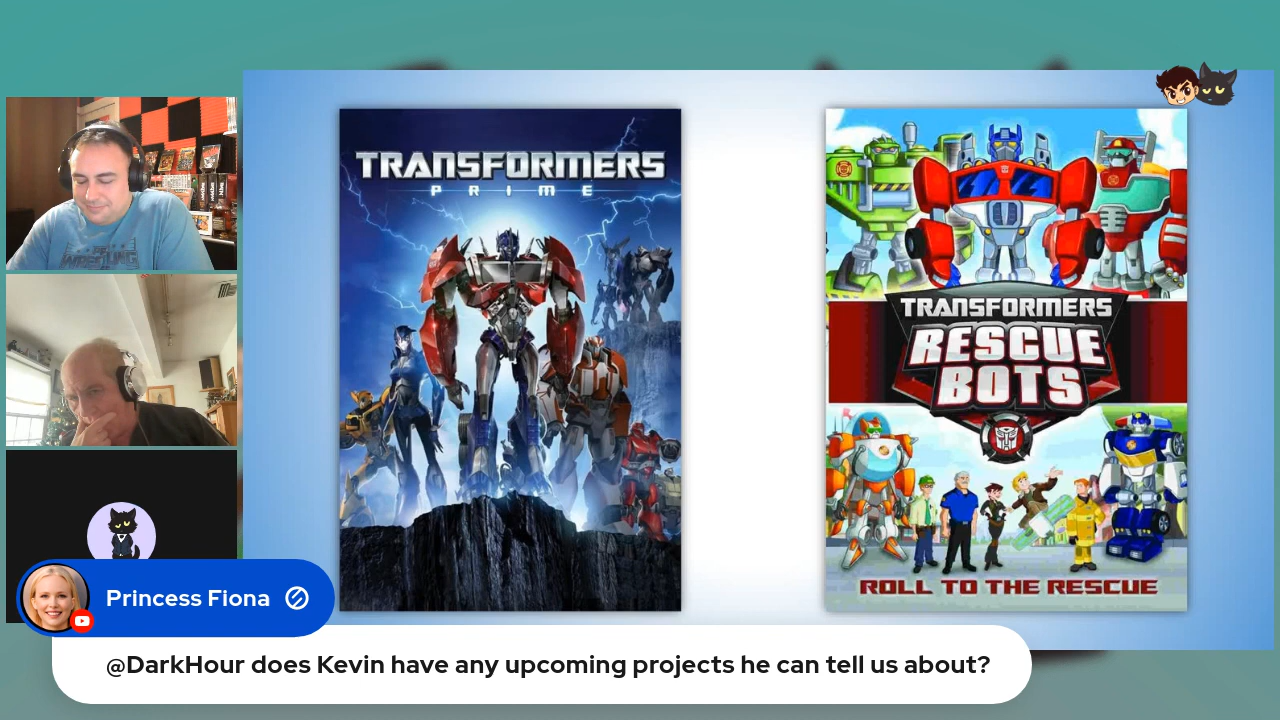 TRANSFORMERS
PRIME
TRANSFORMERS
RESCUE
BOTS
ROLL TO THE RESCUE
WRESTLING
Princess Fiona
@DarkHour does Kevin have any upcoming projects he can tell us about?